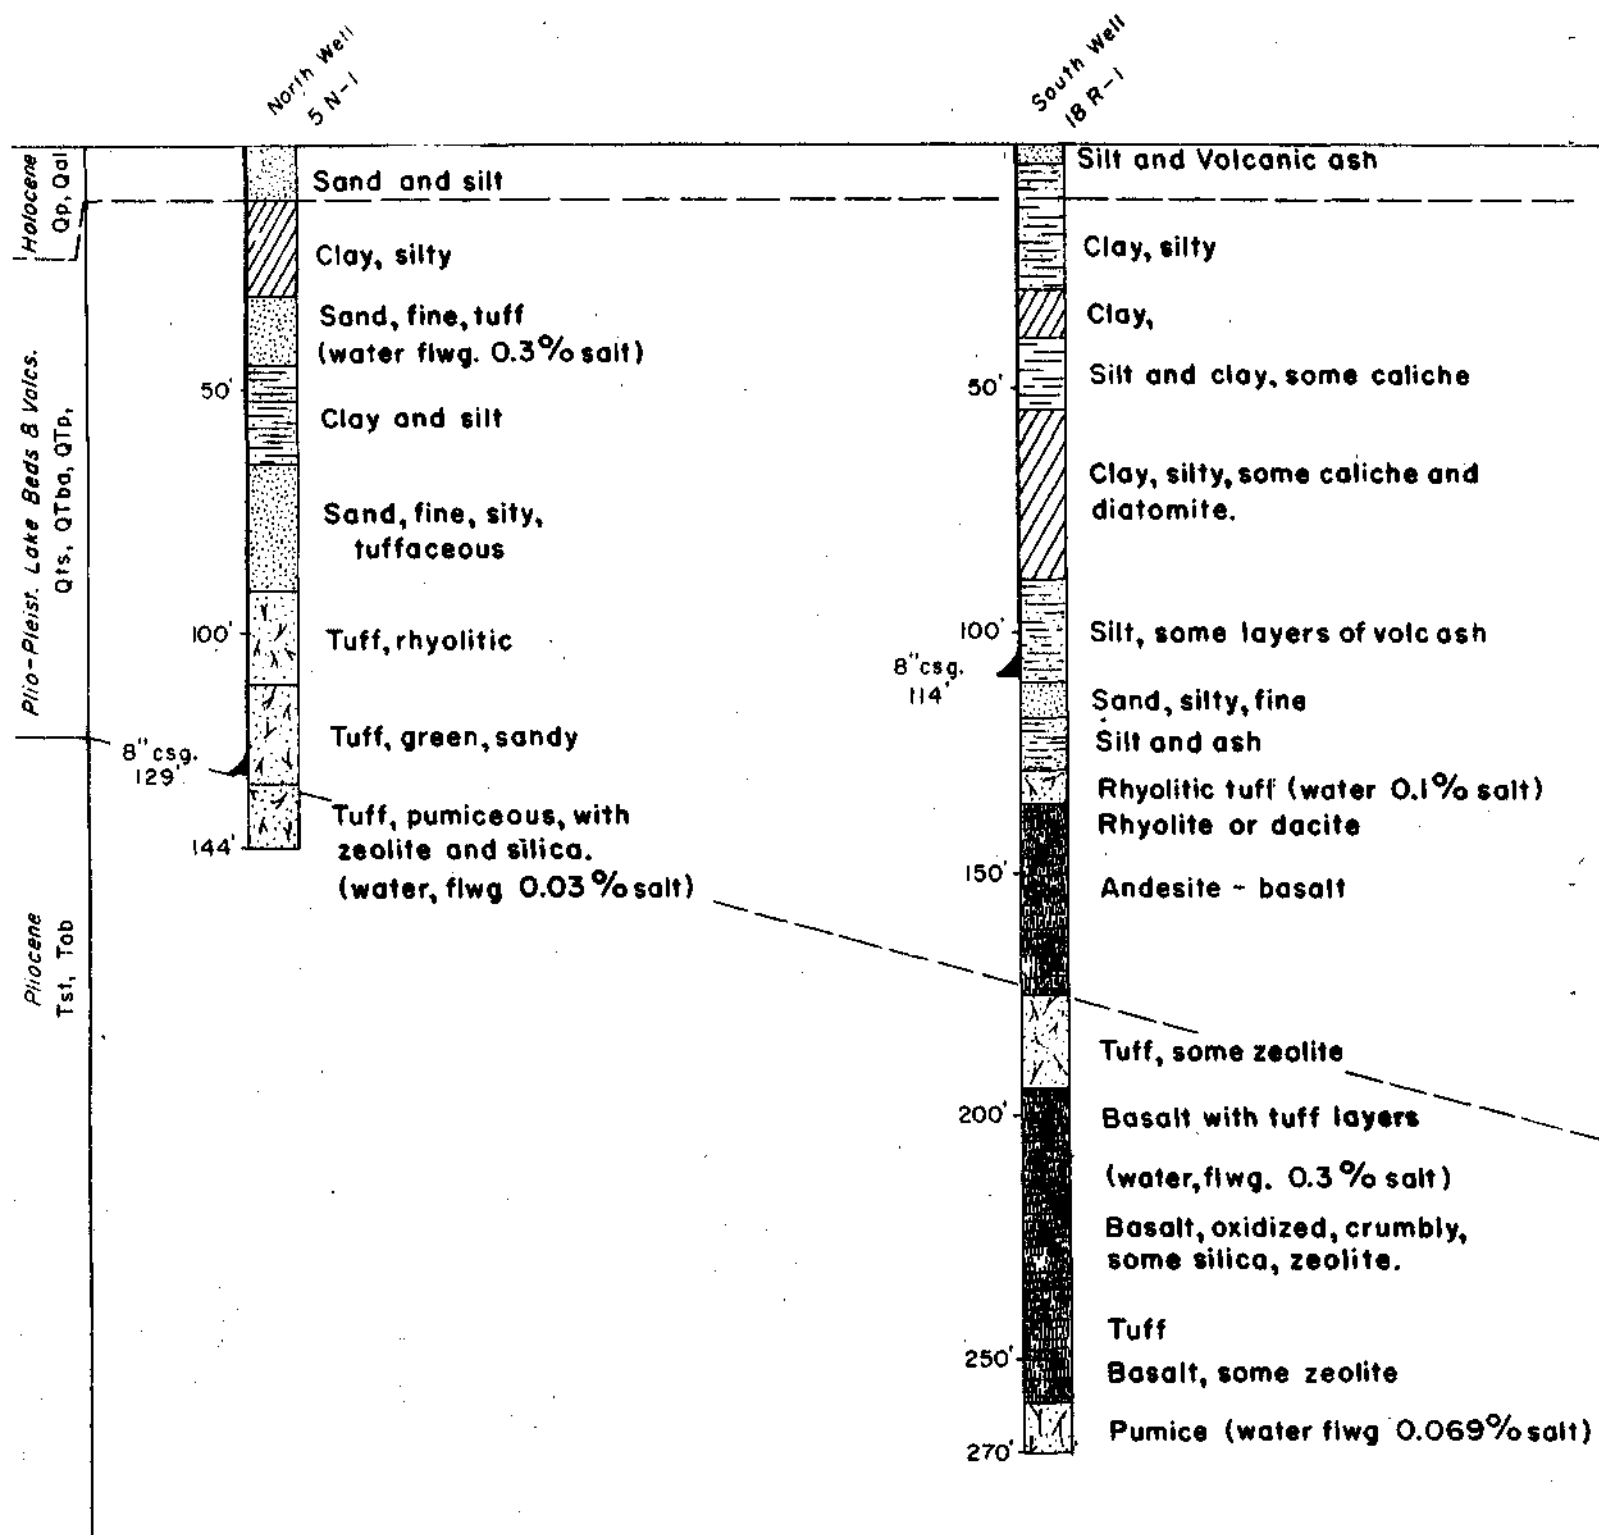 North Well
5 N-1
South Well
18 R-1
Holocene
Qp, Qal
Plio-Pleist. Lake Beds & Volcs.
Qts, QTba, QTp,
Pliocene
Tst, Tob
Sand and silt
Clay, silty
Sand, fine, tuff
(water flwg. 0.3% salt)
50'
Clay and silt
Sand, fine, sity,
tuffaceous
100'
Tuff, rhyolitic
Tuff, green, sandy
8" csg.
129'
Tuff, pumiceous, with
zeolite and silica.
(water, flwg 0.03% salt)
144'
Silt and Volcanic ash
Clay, silty
Clay,
Silt and clay, some caliche
50'
Clay, silty, some caliche and
diatomite.
100'
Silt, some layers of volc ash
8" csg.
114'
Sand, silty, fine
Silt and ash
Rhyolitic tuff (water 0.1% salt)
Rhyolite or dacite
150'
Andesite - basalt
Tuff, some zeolite
200'
Basalt with tuff layers
(water, flwg. 0.3% salt)
Basalt, oxidized, crumbly,
some silica, zeolite.
Tuff
250'
Basalt, some zeolite
Pumice (water flwg 0.069% salt)
270'